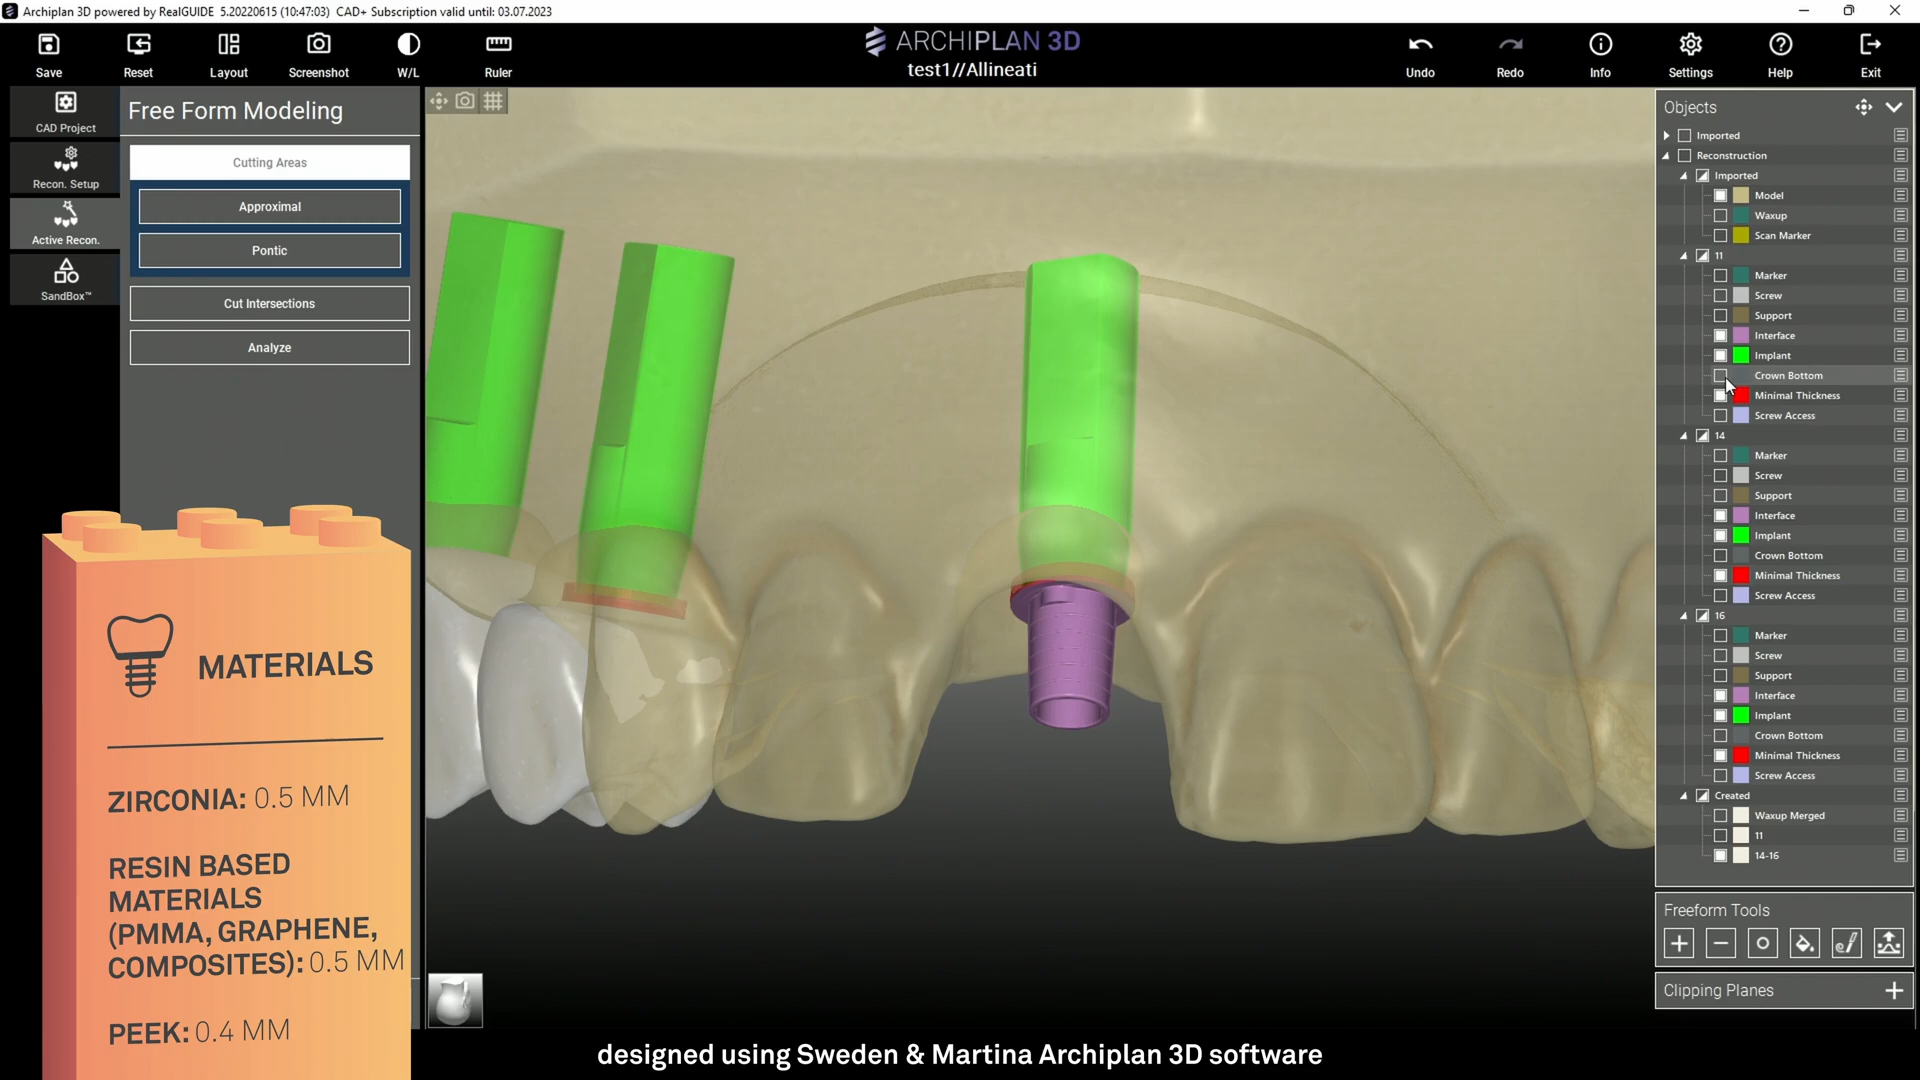 Archiplan 3D powered by RealGUIDE 5.20220615 (10:47:03) CAD+ Subscription valid until: 03.07.2023
Save
Reset
Layout
Screenshot
W/L
Ruler
ARCHIPLAN 3D
test1//Allineati
Undo
Redo
Info
Settings
Help
Exit
CAD Project
Recon. Setup
Active Recon.
SandBox™
Free Form Modeling
Cutting Areas
Approximal
Pontic
Cut Intersections
Analyze
Objects
Imported
Reconstruction
Imported
Model
Waxup
Scan Marker
11
Marker
Screw
Support
Interface
Implant
Crown Bottom
Minimal Thickness
Screw Access
14
Marker
Screw
Support
Interface
Implant
Crown Bottom
Minimal Thickness
Screw Access
16
Marker
Screw
Support
Interface
Implant
Crown Bottom
Minimal Thickness
Screw Access
Created
Waxup Merged
11
14-16
Freeform Tools
Clipping Planes
MATERIALS
ZIRCONIA: 0.5 MM
RESIN BASED
MATERIALS
(PMMA, GRAPHENE,
COMPOSITES): 0.5 MM
PEEK: 0.4 MM
designed using Sweden & Martina Archiplan 3D software